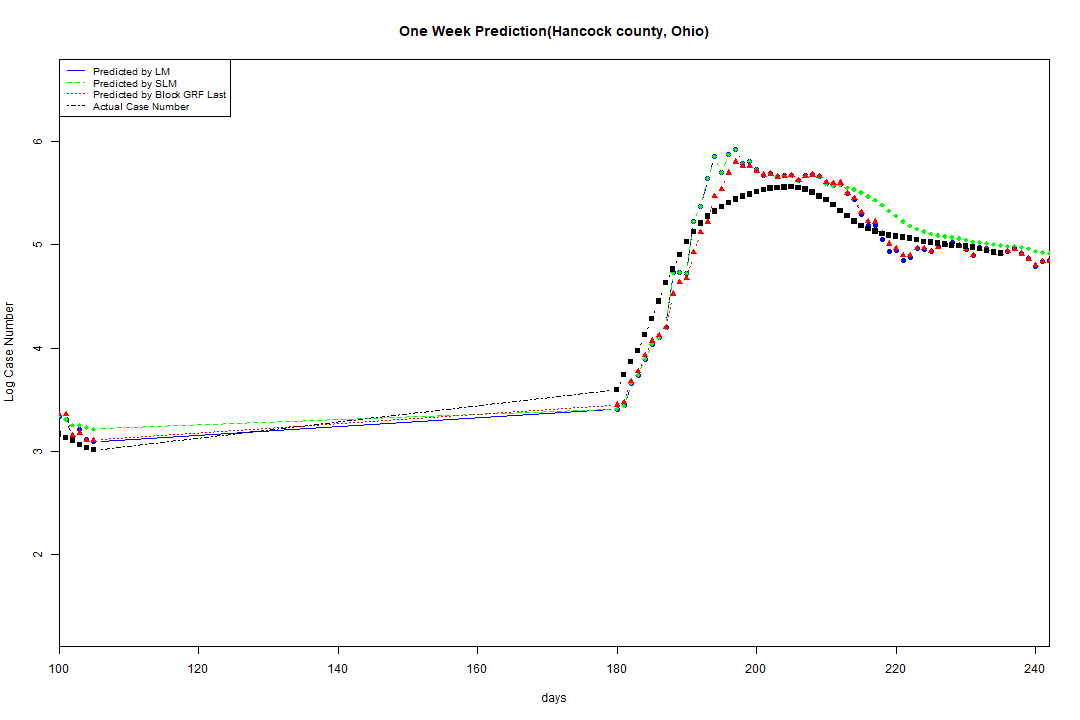 One Week Prediction(Hancock county, Ohio)
Predicted by LM
Predicted by SLM
Predicted by Block GRF Last
Actual Case Number
6
5
4
3
2
Log Case Number
100 120 140 160 180 200 220 240
days